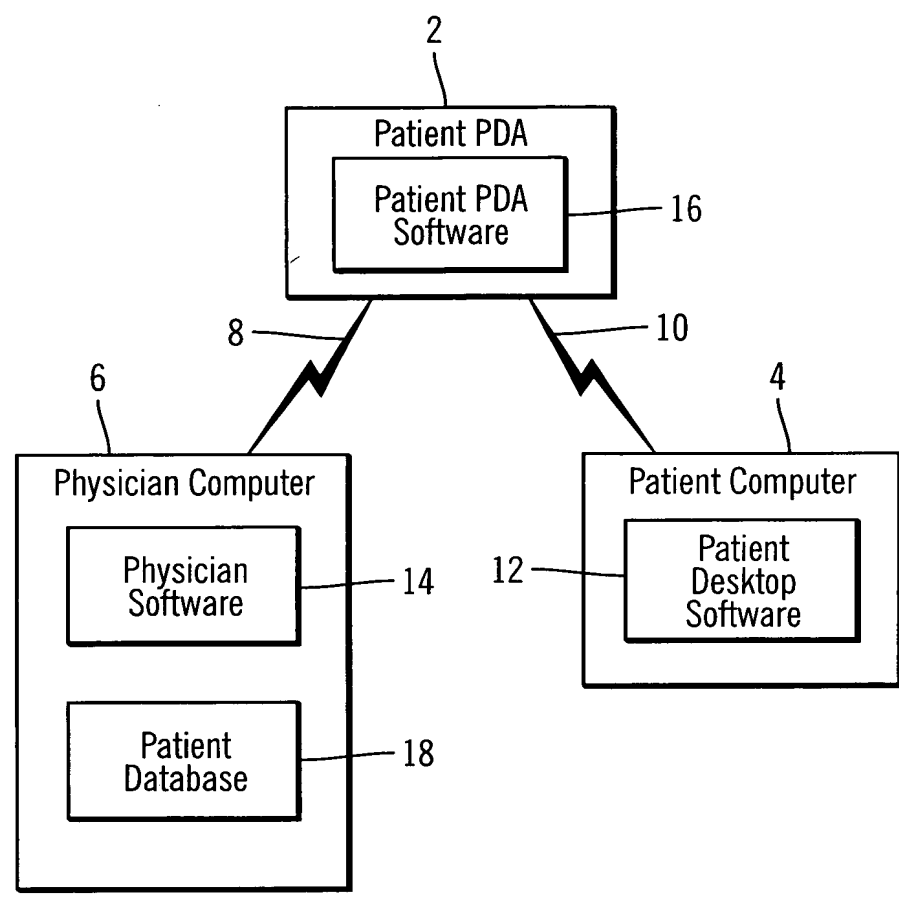 2
Patient PDA
Patient PDA
Software
16
8
10
6
4
Physician Computer
Patient Computer
Physician
Software
14
12
Patient
Desktop
Software
Patient
Database
18